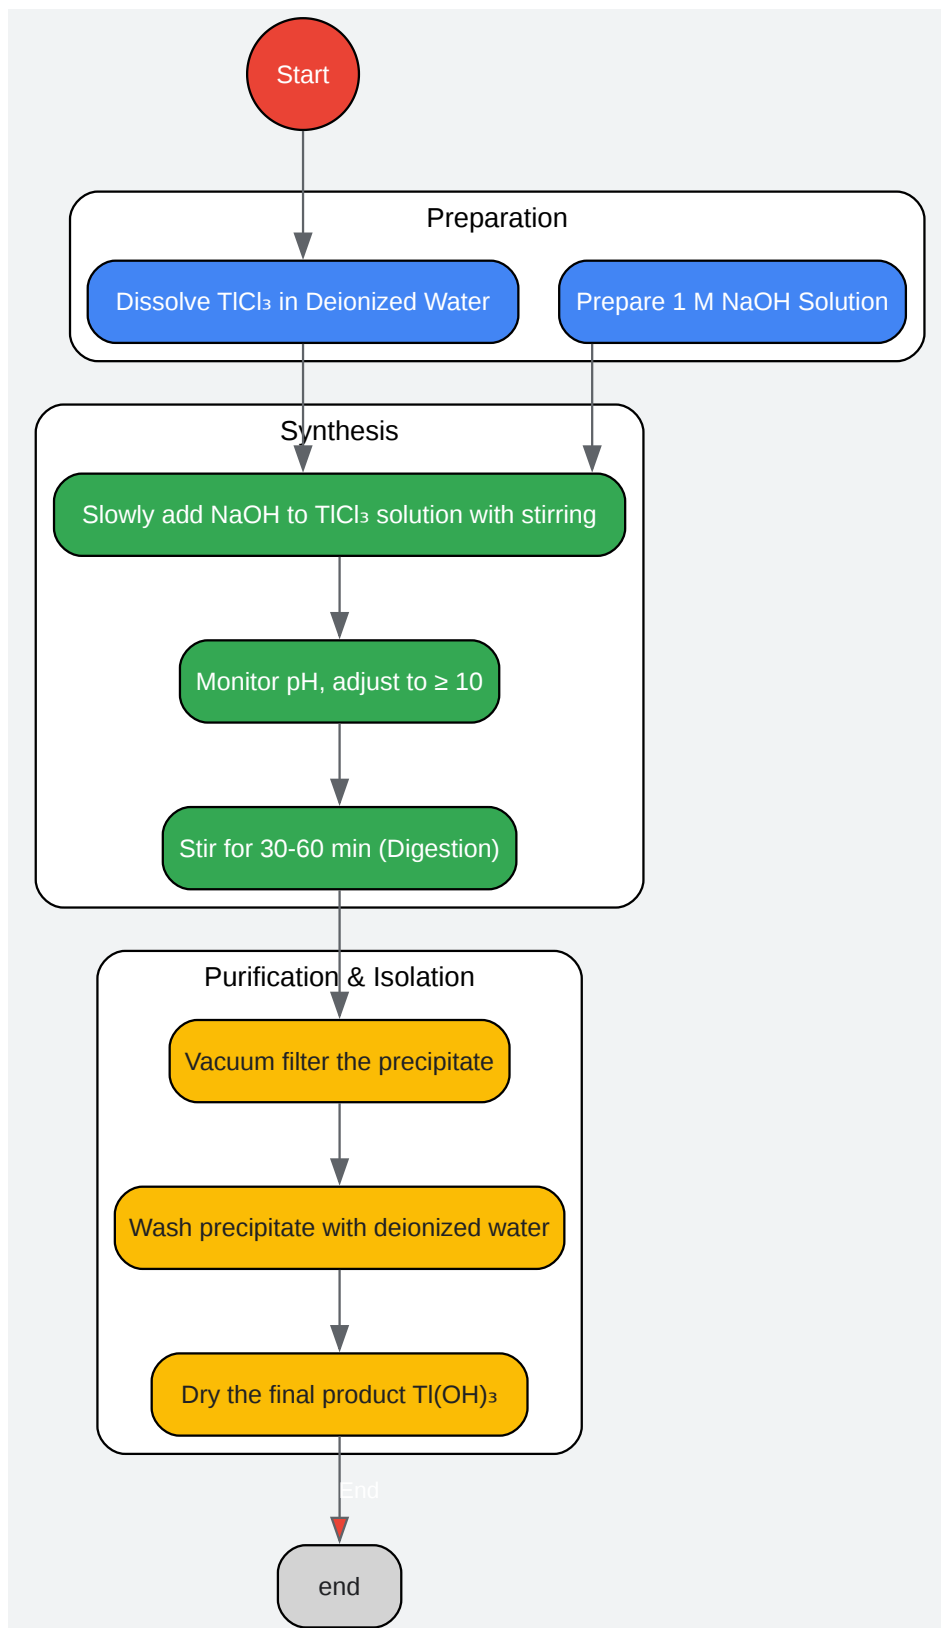 Start
Preparation
Dissolve TlCl₃ in Deionized Water
Prepare 1 M NaOH Solution
Synthesis
Slowly add NaOH to TlCl₃ solution with stirring
Monitor pH, adjust to ≥ 10
Stir for 30-60 min (Digestion)
Purification & Isolation
Vacuum filter the precipitate
Wash precipitate with deionized water
Dry the final product Tl(OH)₃
End
end